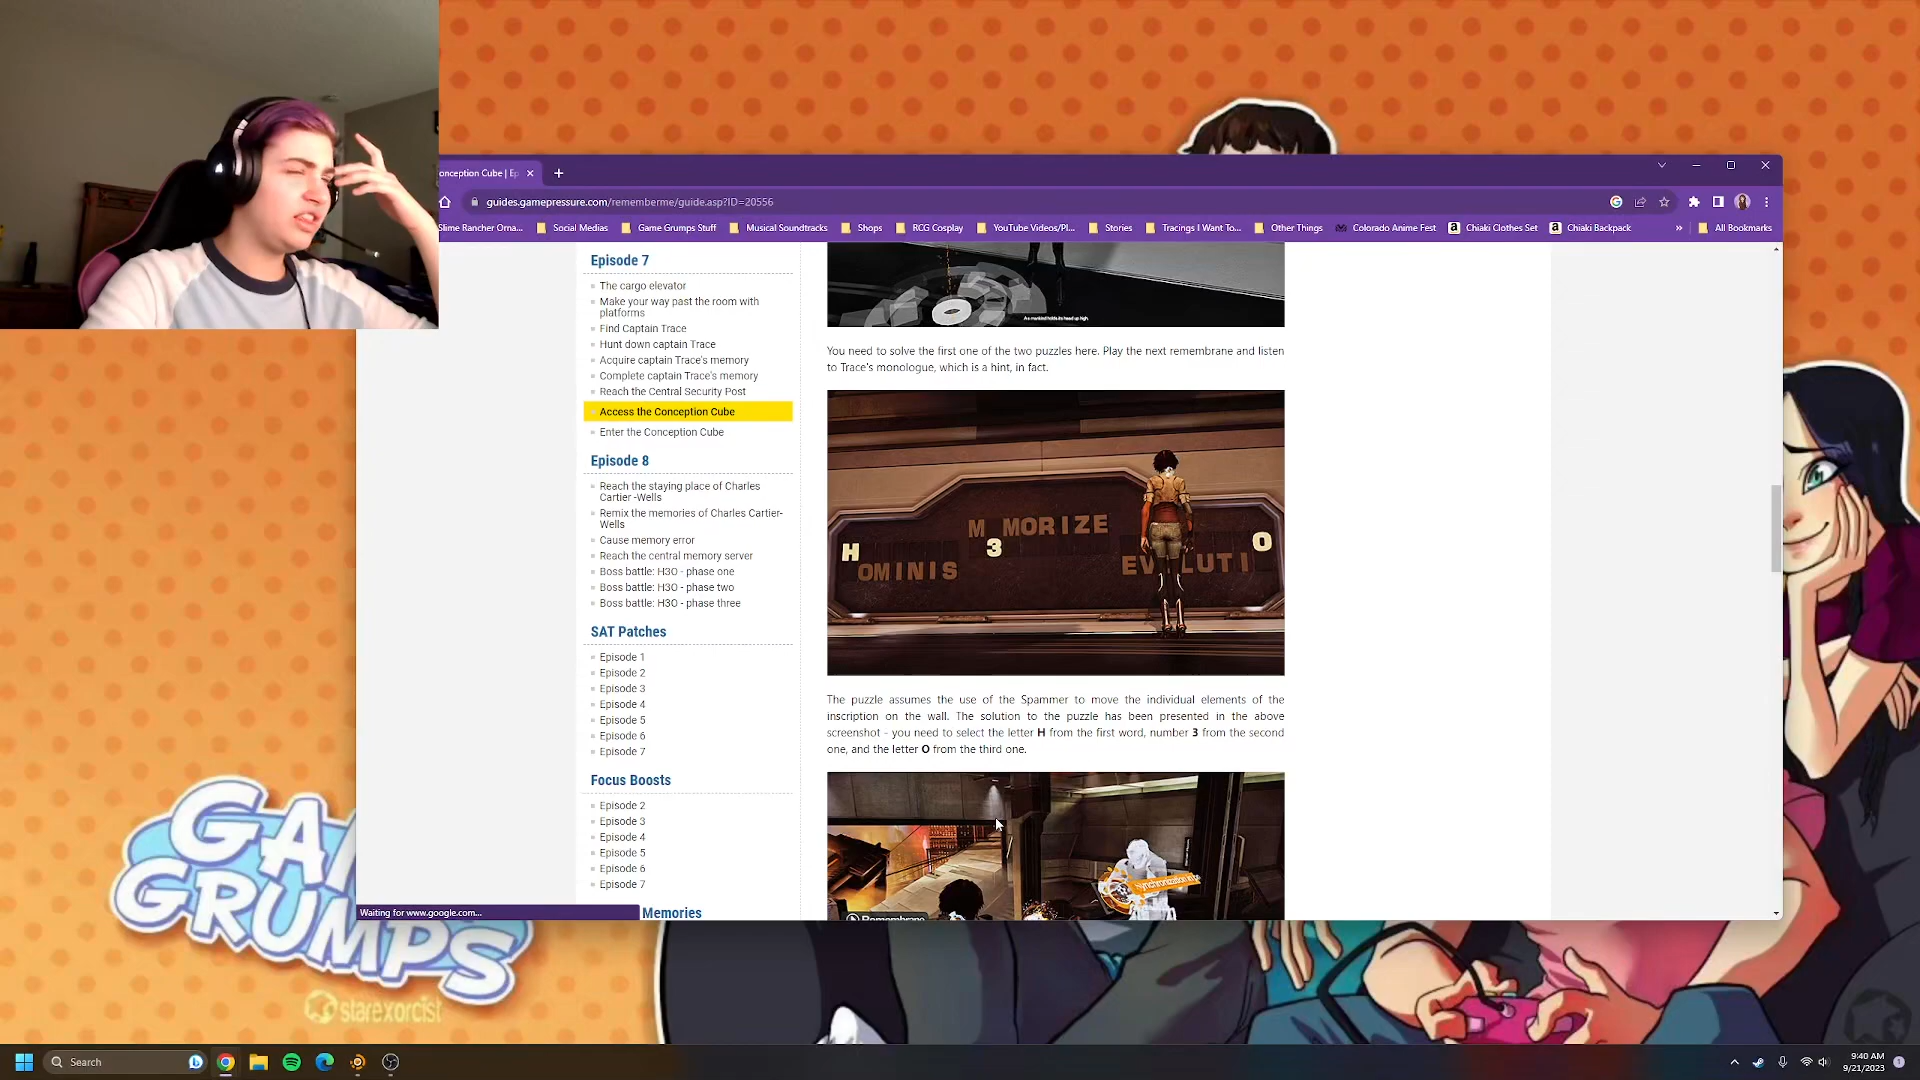 onception Cube | Ep
guides.gamepressure.com/rememberme/guide.asp?ID=20556
Slime Rancher Orna...
Social Medias
Game Grumps Stuff
Musical Soundtracks
Shops
RCG Cosplay
YouTube Videos/Pl...
Stories
Tracings I Want To...
Other Things
Colorado Anime Fest
Chiaki Clothes Set
Chiaki Backpack
»
All Bookmarks
Episode 7
The cargo elevator
Make your way past the room with
platforms
Find Captain Trace
Hunt down captain Trace
Acquire captain Trace's memory
Complete captain Trace's memory
Reach the Central Security Post
Access the Conception Cube
Enter the Conception Cube
Episode 8
Reach the staying place of Charles
Cartier -Wells
Remix the memories of Charles Cartier-
Wells
Cause memory error
Reach the central memory server
Boss battle: H3O - phase one
Boss battle: H3O - phase two
Boss battle: H3O - phase three
SAT Patches
Episode 1
Episode 2
Episode 3
Episode 4
Episode 5
Episode 6
Episode 7
Focus Boosts
Episode 2
Episode 3
Episode 4
Episode 5
Episode 6
Episode 7
Memories
As mankind holds its head up high.
You need to solve the first one of the two puzzles here. Play the next remembrane and listen
to Trace's monologue, which is a hint, in fact.
M MORIZE
H 3 O
OMINIS
EV LUTI
The puzzle assumes the use of the Spammer to move the individual elements of the
inscription on the wall. The solution to the puzzle has been presented in the above
screenshot - you need to select the letter H from the first word, number 3 from the second
one, and the letter O from the third one.
Remembrane
Waiting for www.google.com...
GA
GRUMPS
starexorcist
Search
9:40 AM
9/21/2023
1